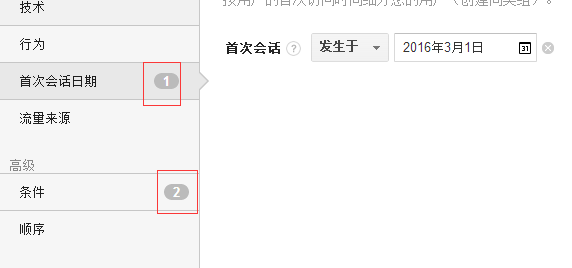 技术
按用户的首次访问时间细分您的用户（创建同类组）。
行为
首次会话 ? 发生于 2016年3月1日 31
首次会话日期 1
流量来源
高级
条件 2
顺序